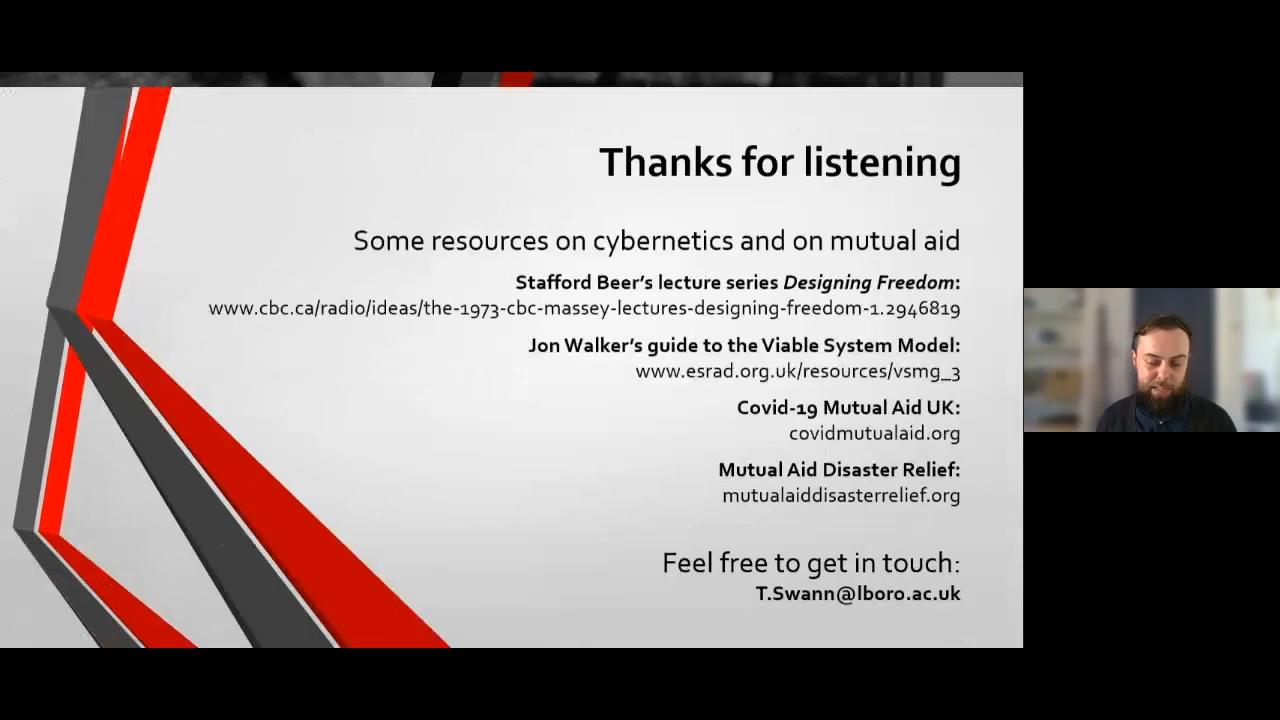 Thanks for listening
Some resources on cybernetics and on mutual aid
Stafford Beer's lecture series Designing Freedom:
www.cbc.ca/radio/ideas/the-1973-cbc-massey-lectures-designing-freedom-1.2946819
Jon Walker's guide to the Viable System Model:
www.esrad.org.uk/resources/vsmg_3
Covid-19 Mutual Aid UK:
covidmutualaid.org
Mutual Aid Disaster Relief:
mutualaiddisasterrelief.org
Feel free to get in touch:
T.Swann@lboro.ac.uk